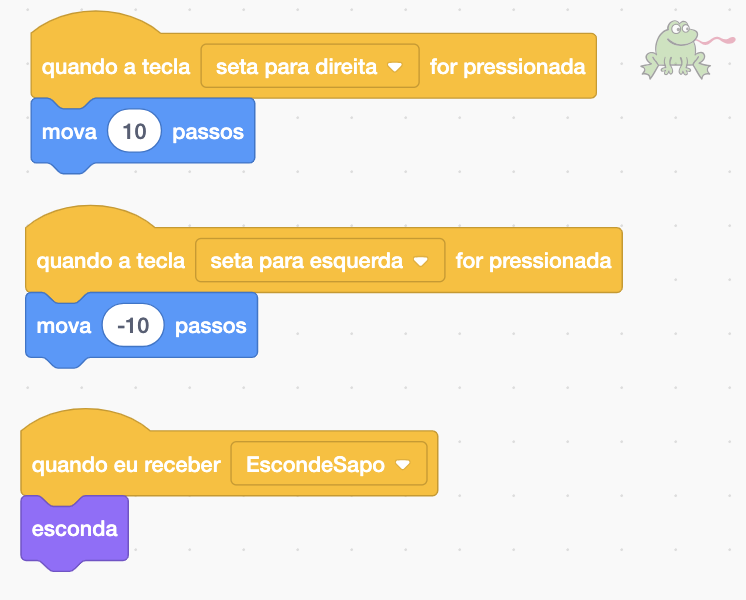 quando a tecla seta para direita for pressionada
mova 10 passos
quando a tecla seta para esquerda for pressionada
mova -10 passos
quando eu receber EscondeSapo
esconda